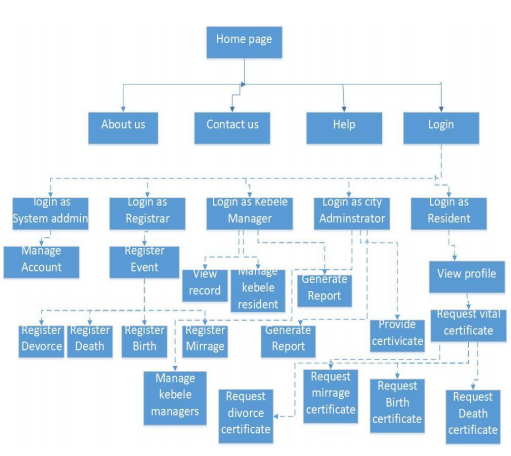 Home page
About us
Contact us
Help
Login
login as
System addmin
Login as
Registrar
Login as Kebele
Manager
Login as city
Adminstrator
Login as
Resident
Manage
Account
Register
Event
View
record
Manage
kebele
resident
Generate
Report
View profile
Register
Devorce
Register
Death
Register
Birth
Register
Mirrage
Generate
Report
Provide
certivicate
Request vital
certificate
Manage
kebele
managers
Request
divorce
certificate
Request
mirrage
certificate
Request
Birth
certificate
Request
Death
certificate